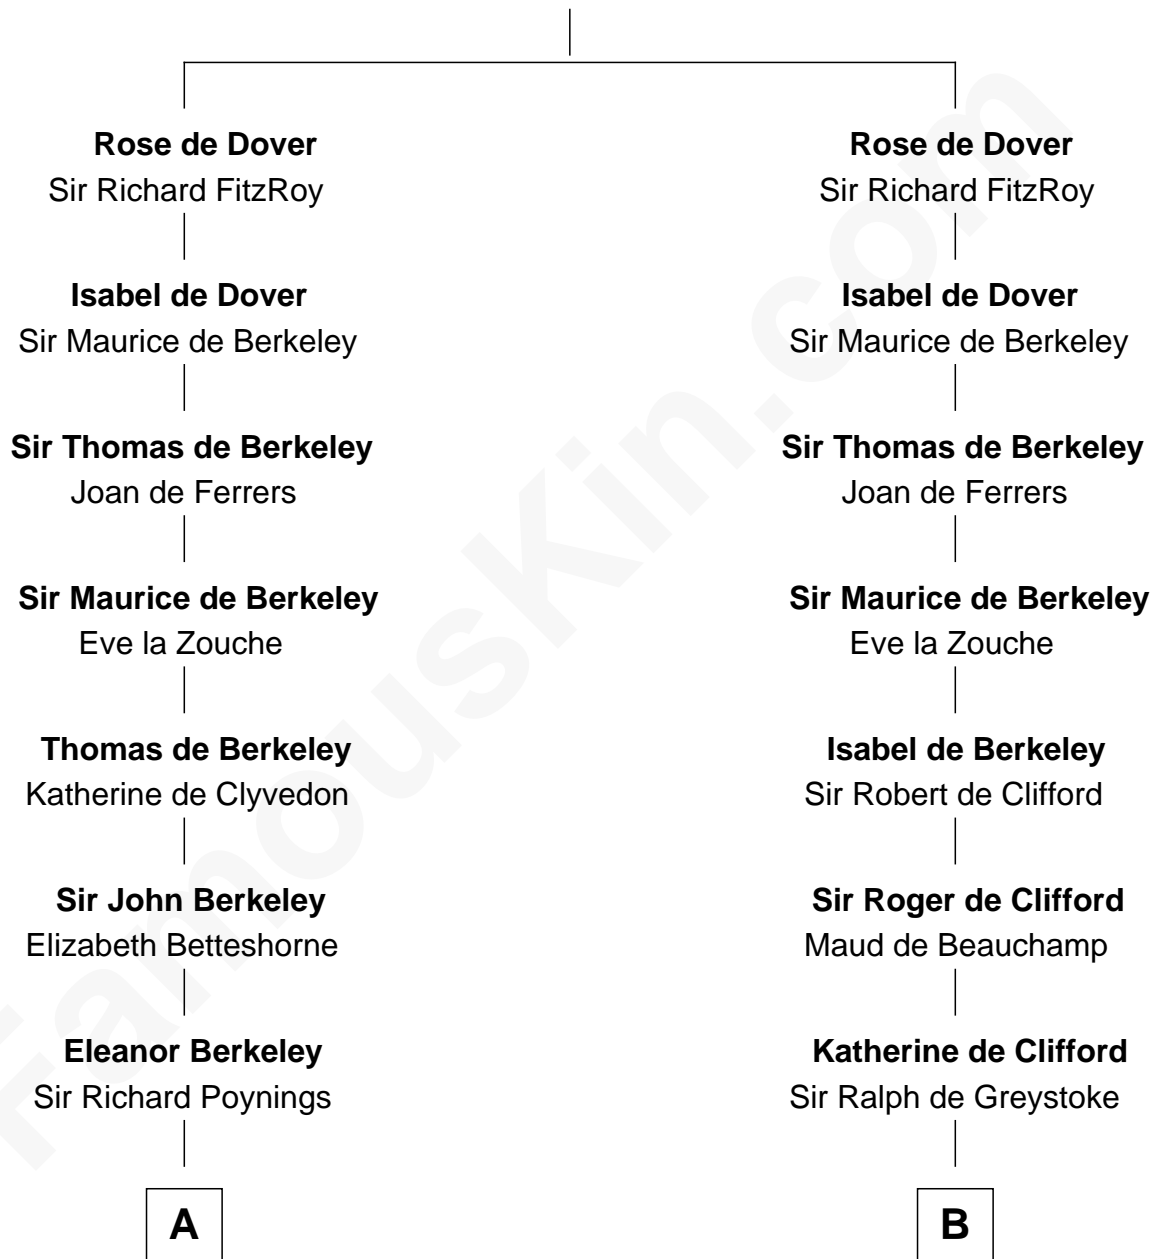 Rose de Dover
Sir Richard FitzRoy
Isabel de Dover
Sir Maurice de Berkeley
Sir Thomas de Berkeley
Joan de Ferrers
Sir Maurice de Berkeley
Eve la Zouche
Thomas de Berkeley
Katherine de Clyvedon
Sir John Berkeley
Elizabeth Betteshorne
Eleanor Berkeley
Sir Richard Poynings
A
Rose de Dover
Sir Richard FitzRoy
Isabel de Dover
Sir Maurice de Berkeley
Sir Thomas de Berkeley
Joan de Ferrers
Sir Maurice de Berkeley
Eve la Zouche
Isabel de Berkeley
Sir Robert de Clifford
Sir Roger de Clifford
Maud de Beauchamp
Katherine de Clifford
Sir Ralph de Greystoke
B
FamousKin.com